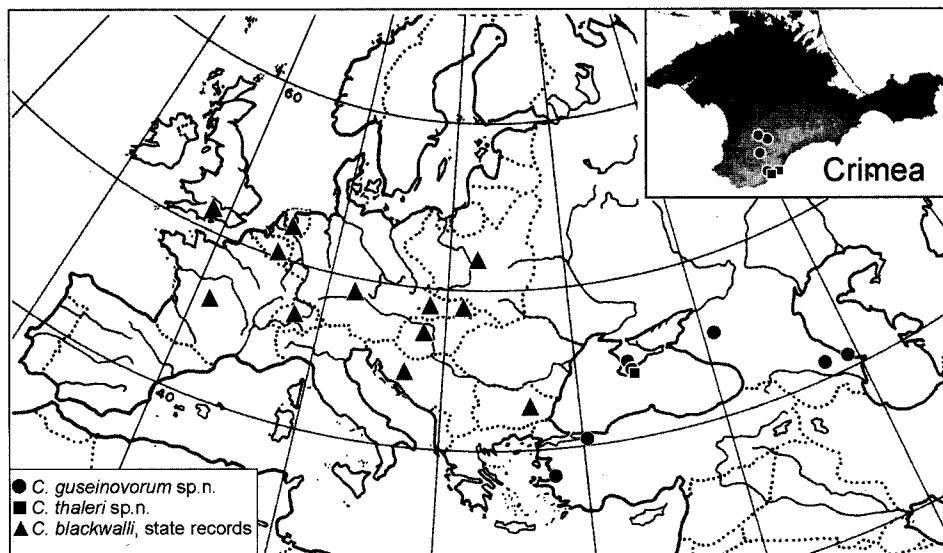 60
40
Crimea
C. guseinovorum sp.n.
C. thaleri sp.n.
C. blackwalli, state records